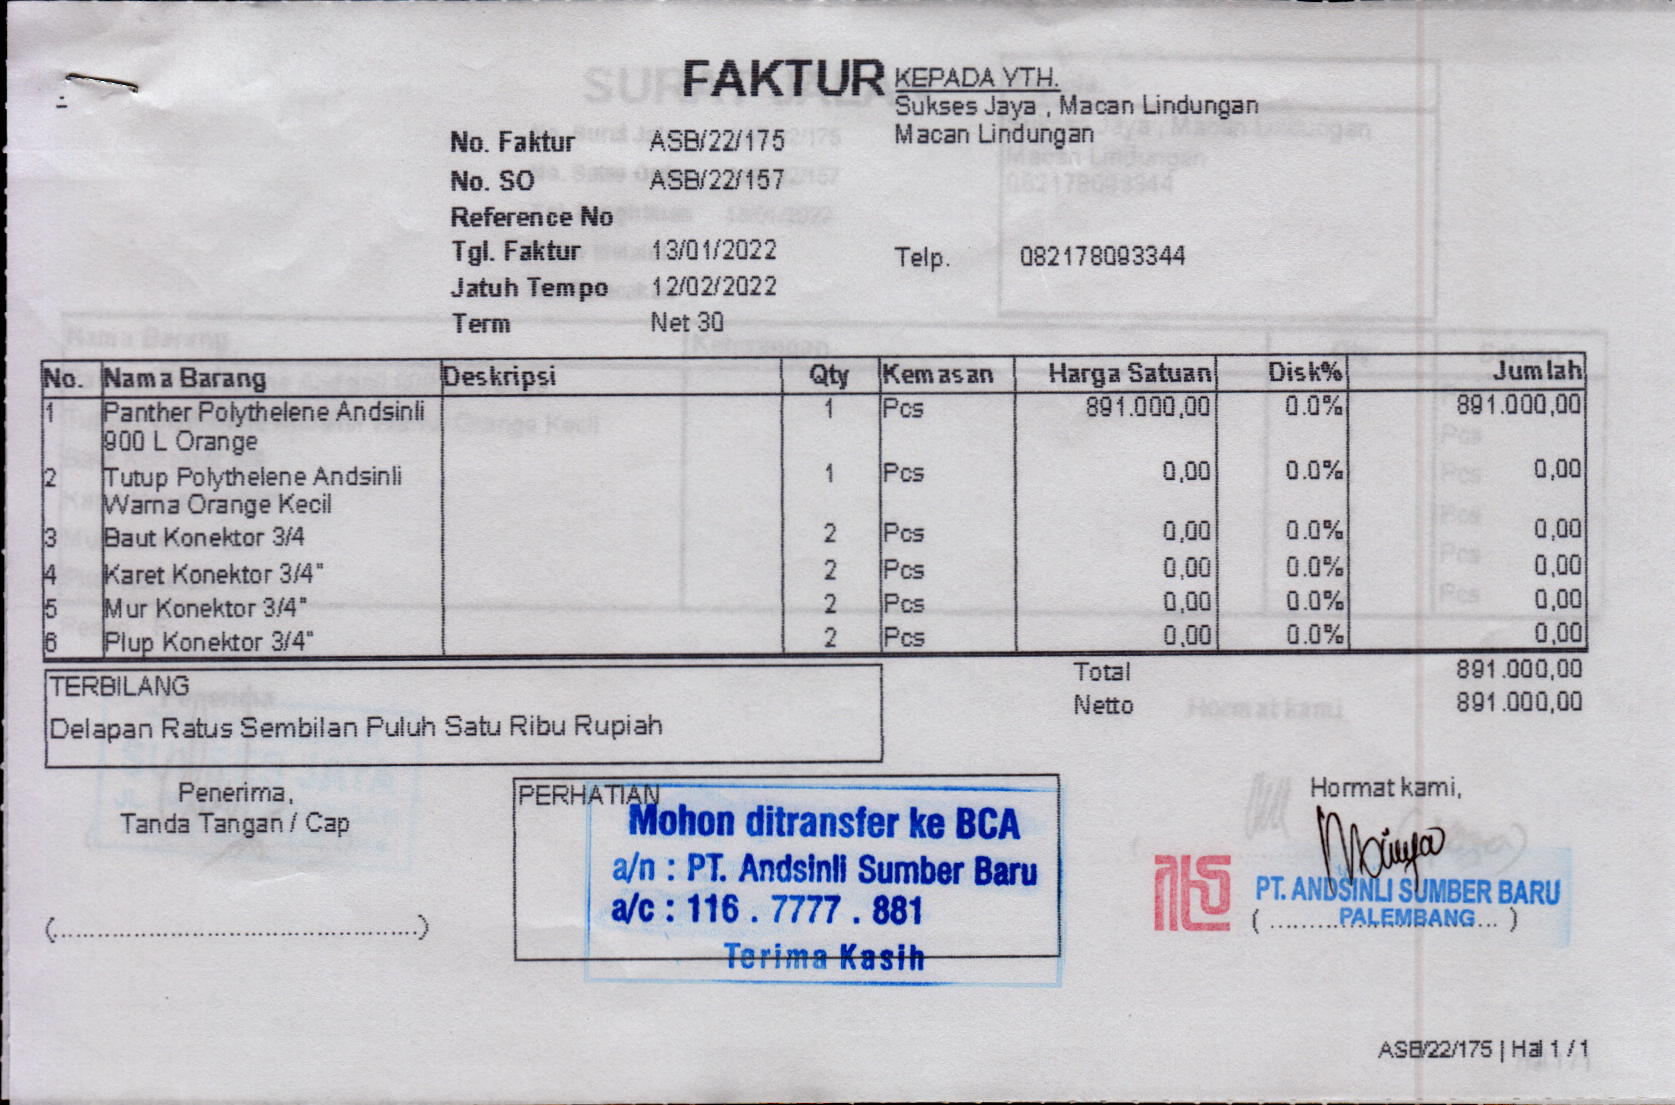 FAKTUR
KEPADA YTH.
Sukses Jaya , Macan Lindungan
Macan Lindungan
No. Faktur ASB/22/175
No. SO ASB/22/157
Reference No
Tgl. Faktur 13/01/2022
Telp. 082178093344
Jatuh Tempo 12/02/2022
Term Net 30
No. Nama Barang Deskripsi Qty Kemasan Harga Satuan Disk% Jumlah
1 Panther Polythelene Andsinli 1 Pcs 891.000,00 0.0% 891.000,00
900 L Orange
2 Tutup Polythelene Andsinli 1 Pcs 0,00 0.0% 0,00
Warna Orange Kecil
3 Baut Konektor 3/4 2 Pcs 0,00 0.0% 0,00
4 Karet Konektor 3/4" 2 Pcs 0,00 0.0% 0,00
5 Mur Konektor 3/4" 2 Pcs 0,00 0.0% 0,00
6 Plup Konektor 3/4" 2 Pcs 0,00 0.0% 0,00
Total 891.000,00
Netto 891.000,00
TERBILANG
Delapan Ratus Sembilan Puluh Satu Ribu Rupiah
Penerima,
Tanda Tangan / Cap
(...............................................)
PERHATIAN
Mohon ditransfer ke BCA
a/n : PT. Andsinli Sumber Baru
a/c : 116 . 7777 . 881
Terima Kasih
Hormat kami,
PT. ANDSINLI SUMBER BARU
(..........PALEMBANG... )
ASB/22/175 | Hal 1 / 1